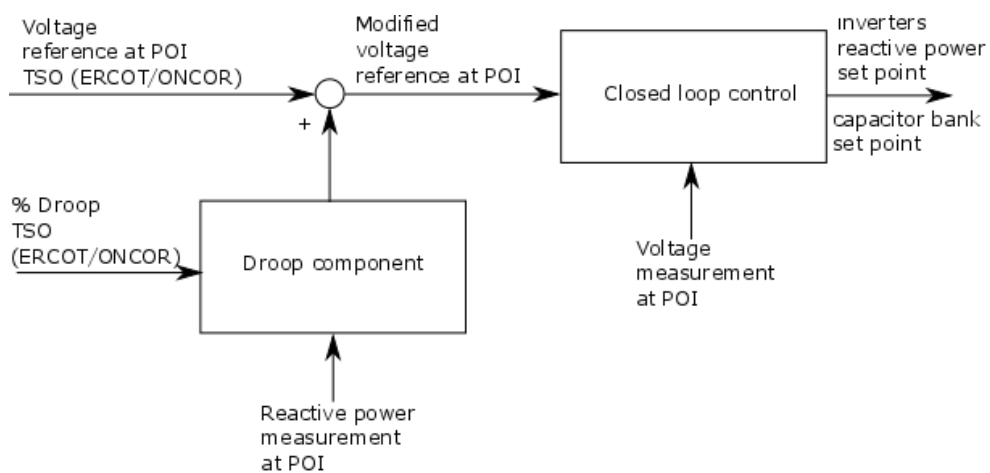 Voltage
reference at POI
TSO (ERCOT/ONCOR)
Modified
voltage
reference at POI
+
Closed loop control
inverters
reactive power
set point
capacitor bank
set point
% Droop
TSO
(ERCOT/ONCOR)
Droop component
Voltage
measurement
at POI
Reactive power
measurement
at POI